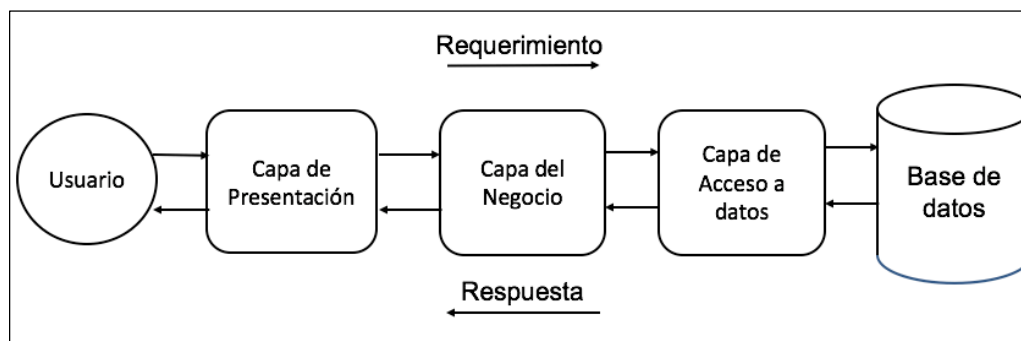 Requerimiento
Usuario
Capa de
Presentación
Capa del
Negocio
Capa de
Acceso a
datos
Base de
datos
Respuesta